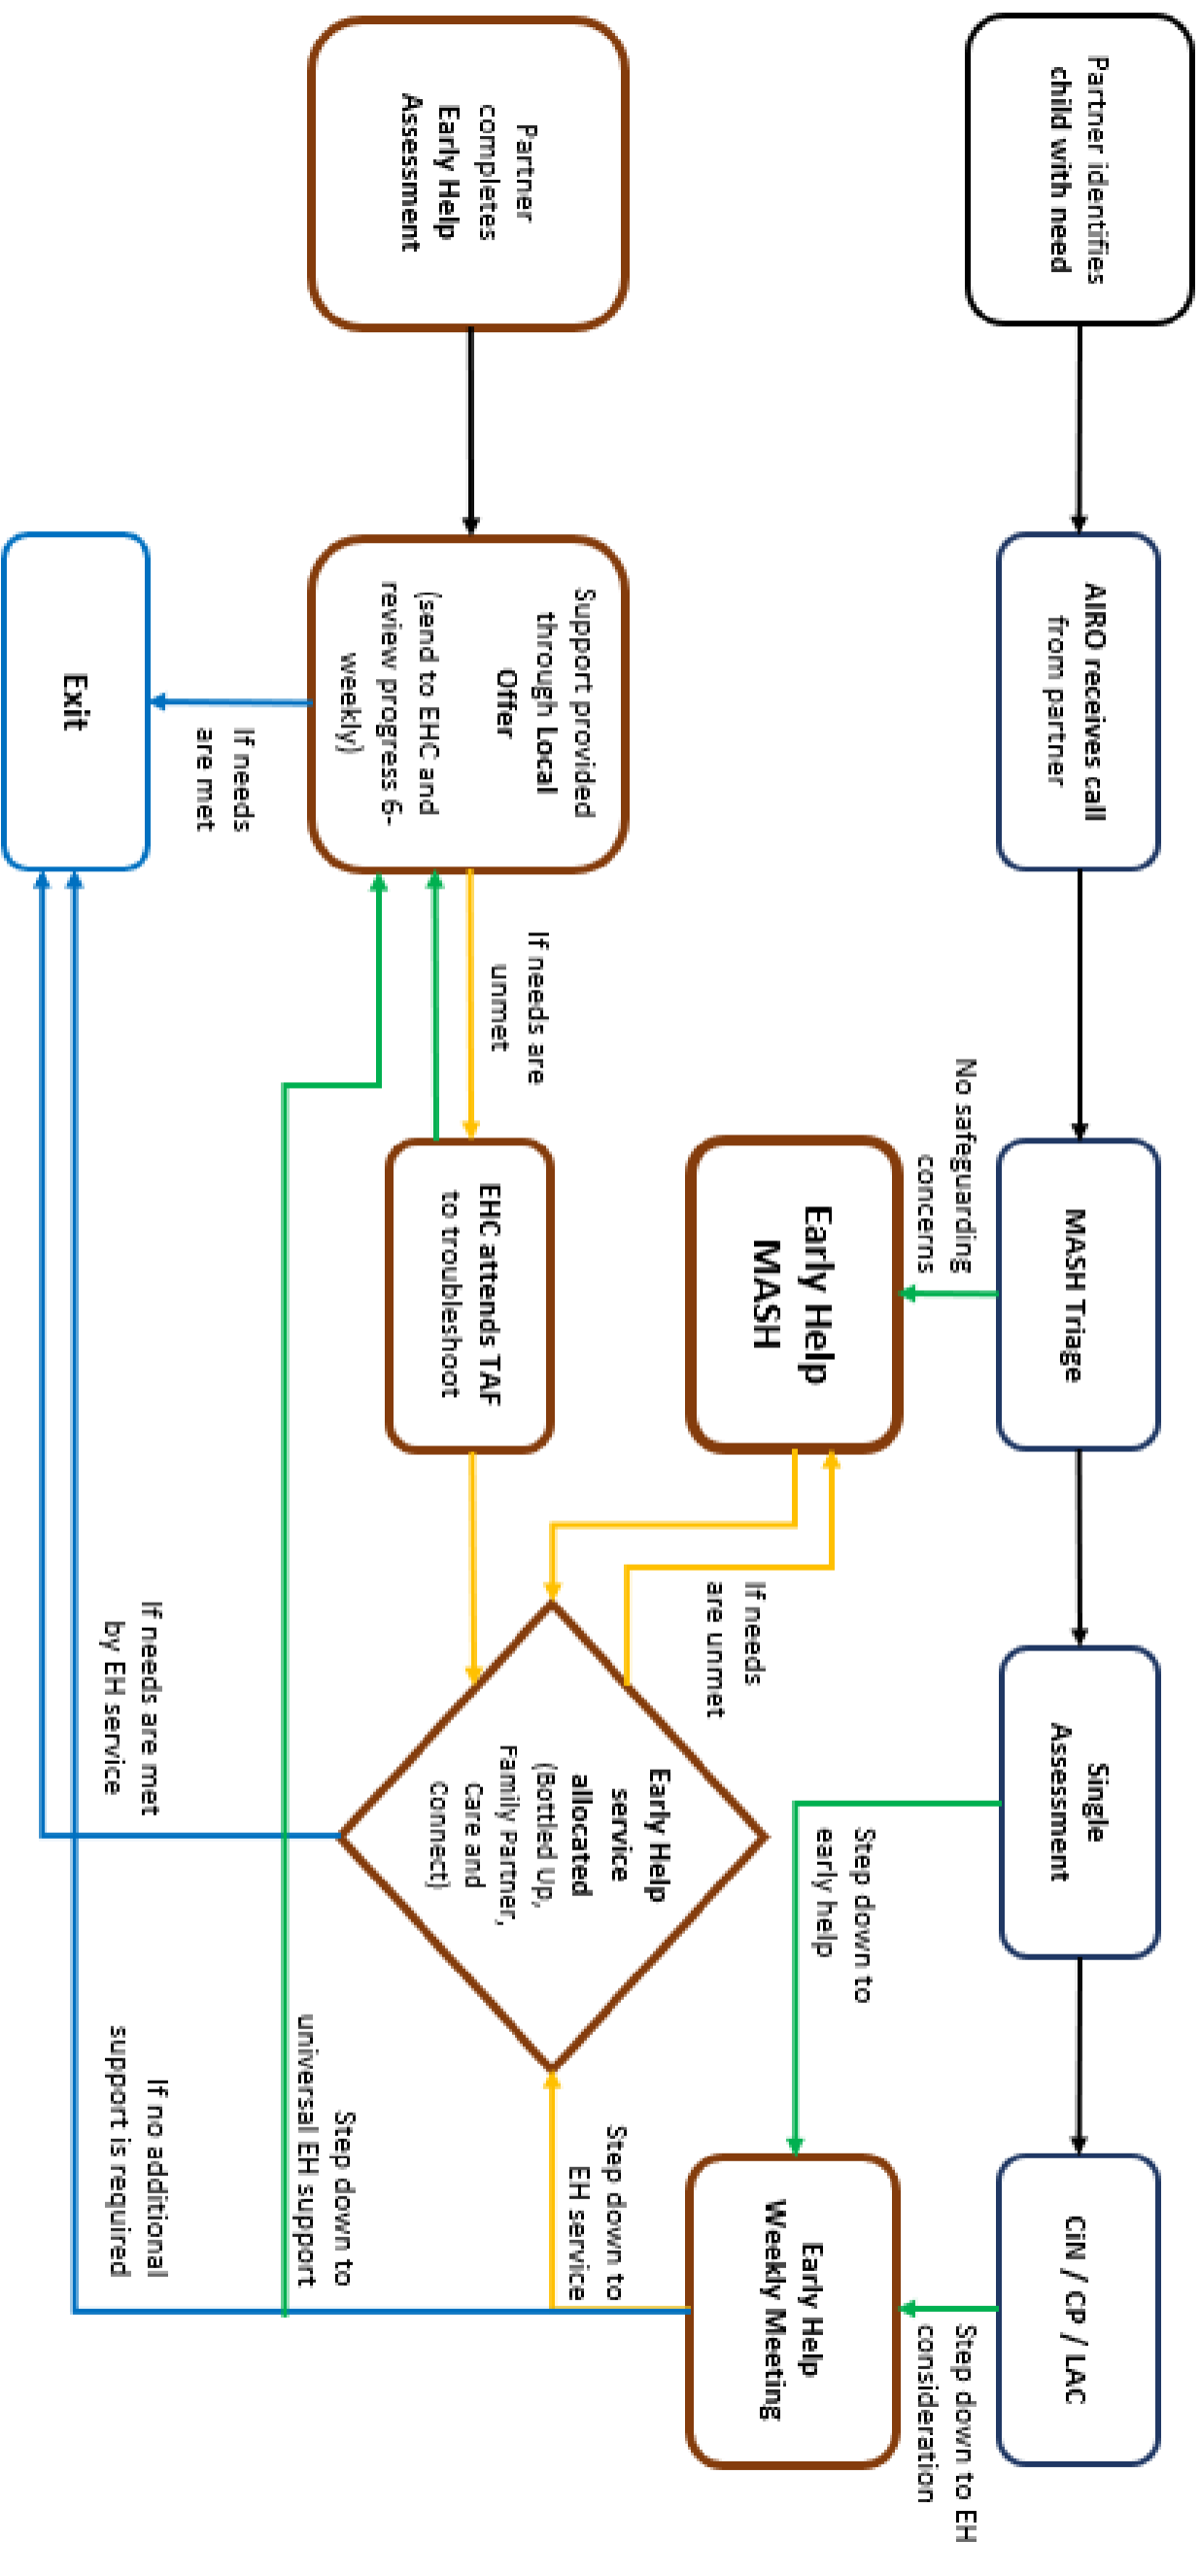 Partner identifies
child with need
AIRO receives call
from partner
MASH Triage
Single
Assessment
CiN / CP / LAC
No safeguarding
concerns
Step down to EH
consideration
Step down to
early help
Early Help
MASH
Early Help
Weekly Meeting
If needs
are unmet
Partner
completes
Early Help
Assessment
Support provided
through Local
Offer
(send to EHC and
review progress 6-
weekly)
If needs are
unmet
EHC attends TAF
to troubleshoot
Early Help
service
allocated
(Bottled Up,
Family Partner,
Care and
Connect)
Step down to
EH service
Step down to
universal EH support
If needs
are met
If needs are met
by EH service
If no additional
support is required
Exit